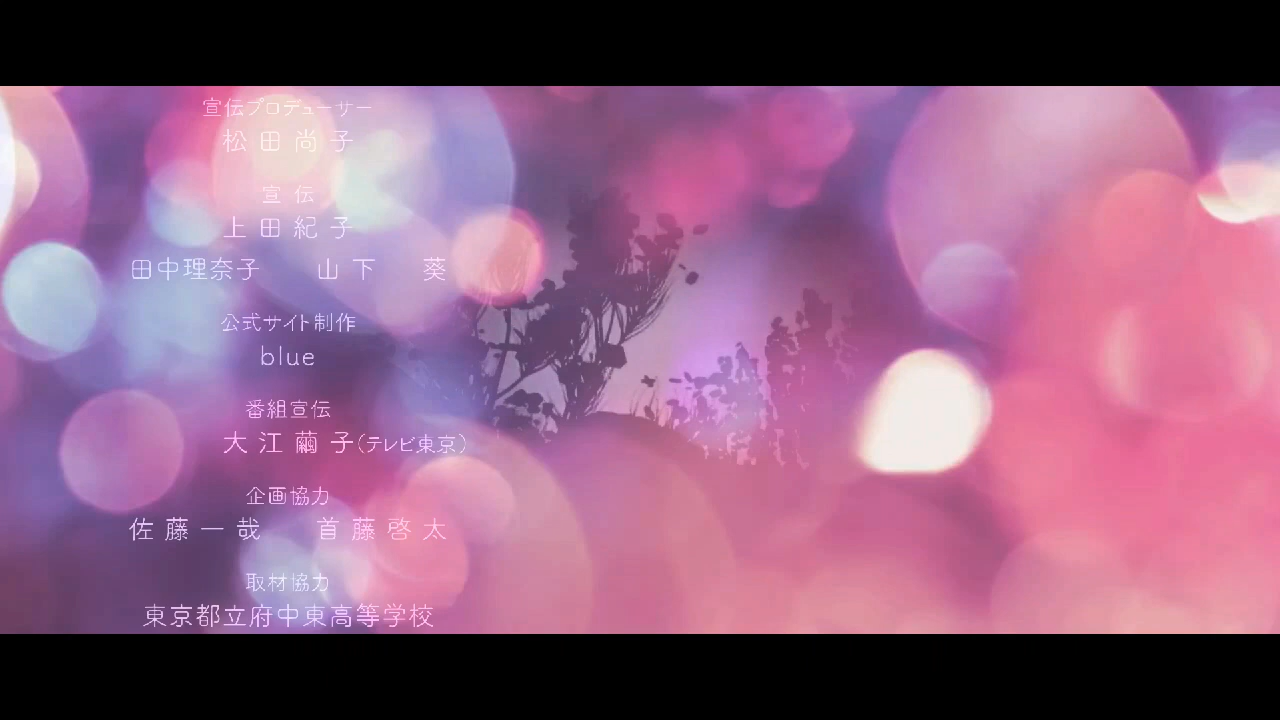 宣伝プロデューサー
松田尚子
宣伝
上田紀子
田中理奈子 山下 葵
公式サイト制作
blue
番組宣伝
大江繭子(テレビ東京)
企画協力
佐藤一哉 首藤啓太
取材協力
東京都立府中東高等学校